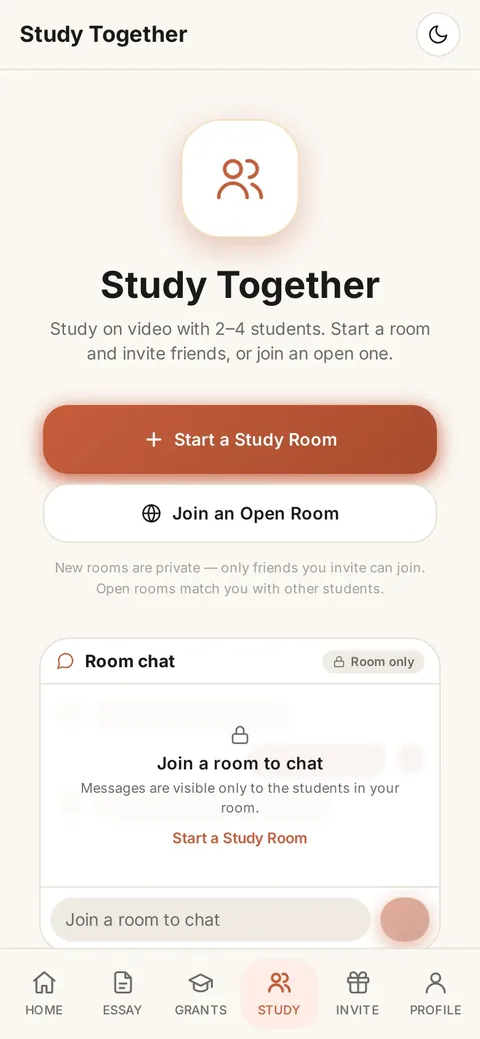 Study Together
Study Together
Study on video with 2–4 students. Start a room
and invite friends, or join an open one.
Start a Study Room
Join an Open Room
New rooms are private — only friends you invite can join.
Open rooms match you with other students.
Room chat
Room only
Join a room to chat
Messages are visible only to the students in your
room.
Start a Study Room
Join a room to chat
HOME
ESSAY
GRANTS
STUDY
INVITE
PROFILE